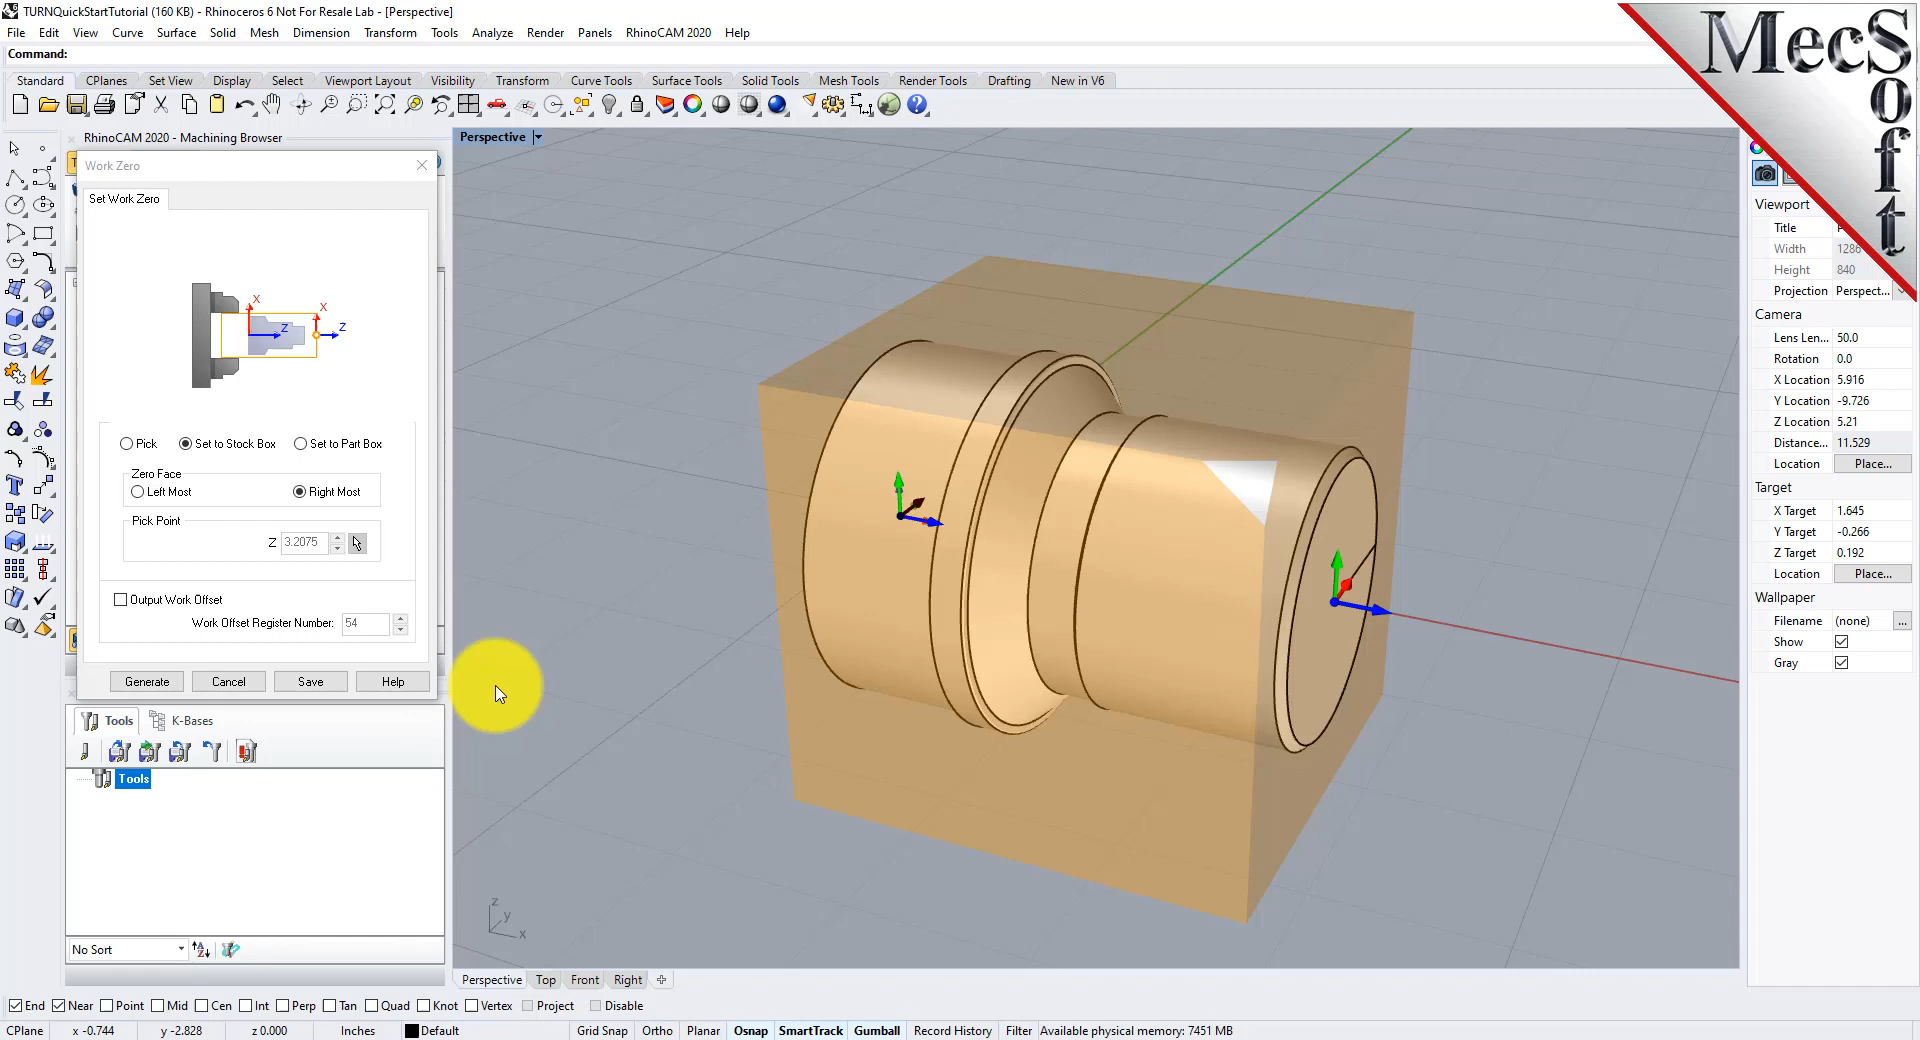 TURNQuickStartTutorial (160 KB) - Rhinoceros 6 Not For Resale Lab - [Perspective]
File Edit View Curve Surface Solid Mesh Dimension Transform Tools Analyze Render Panels RhinoCAM 2020 Help
Command:
Standard CPlanes Set View Display Select Viewport Layout Visibility Transform Curve Tools Surface Tools Solid Tools Mesh Tools Render Tools Drafting New in V6
MecSoft
RhinoCAM 2020 - Machining Browser
Work Zero
Set Work Zero
X
X
Z
Z
Pick Set to Stock Box Set to Part Box
Zero Face
Left Most Right Most
Pick Point
Z 3.2075
Output Work Offset
Work Offset Register Number: 54
Generate Cancel Save Help
Tools K-Bases
Tools
No Sort
Perspective
z
y
x
Perspective Top Front Right
Viewport
Title P
Width 1286
Height 840
Projection Perspect...
Camera
Lens Len... 50.0
Rotation 0.0
X Location 5.916
Y Location -9.726
Z Location 5.21
Distance... 11.529
Location Place...
Target
X Target 1.645
Y Target -0.266
Z Target 0.192
Location Place...
Wallpaper
Filename (none) ...
Show
Gray
End Near Point Mid Cen Int Perp Tan Quad Knot Vertex Project Disable
CPlane x -0.744 y -2.828 z 0.000 Inches Default Grid Snap Ortho Planar Osnap SmartTrack Gumball Record History Filter Available physical memory: 7451 MB